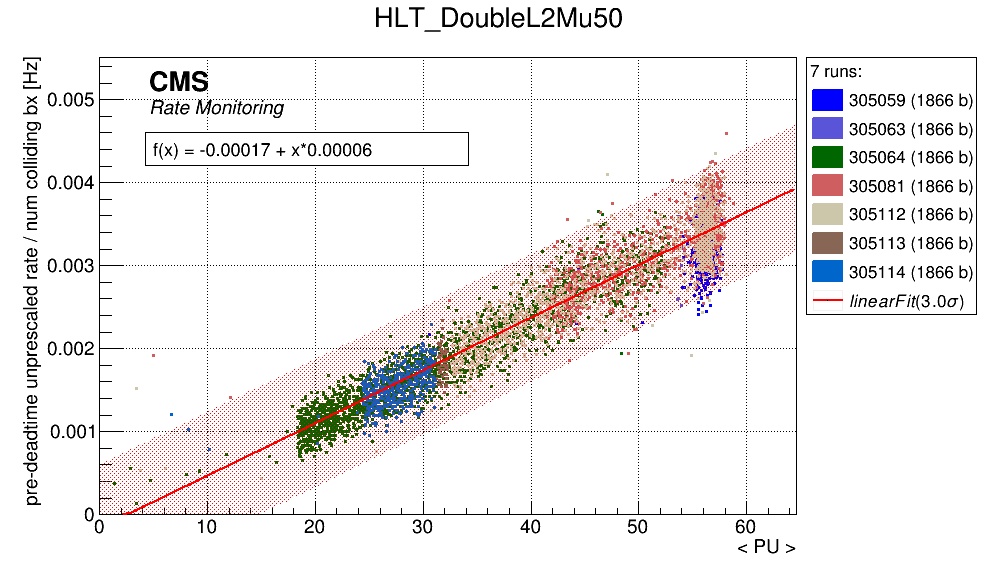 HLT_DoubleL2Mu50
pre-deadtime unprescaled rate / num colliding bx [Hz]
CMS
Rate Monitoring
f(x) = -0.00017 + x*0.00006
0.005
0.004
0.003
0.002
0.001
0
0 10 20 30 40 50 60
< PU >
7 runs:
305059 (1866 b)
305063 (1866 b)
305064 (1866 b)
305081 (1866 b)
305112 (1866 b)
305113 (1866 b)
305114 (1866 b)
linearFit(3.0σ)